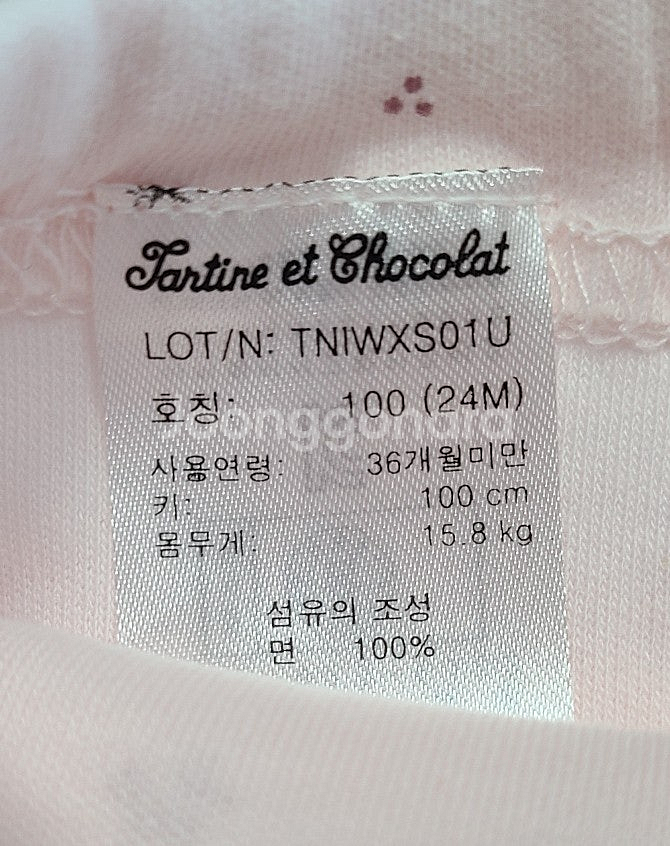 Tartine et Chocolat
LOT/N: TNIWXS01U
호칭: 100 (24M)
사용연령: 36개월미만
키: 100 cm
몸무게: 15.8 kg
섬유의 조성
면 100%